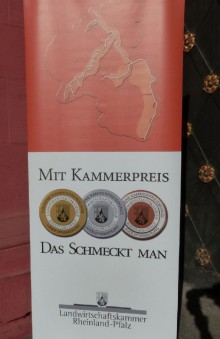 MIT KAMMERPREIS
DAS SCHMECKT MAN
Landwirtschaftskammer
Rheinland-Pfalz